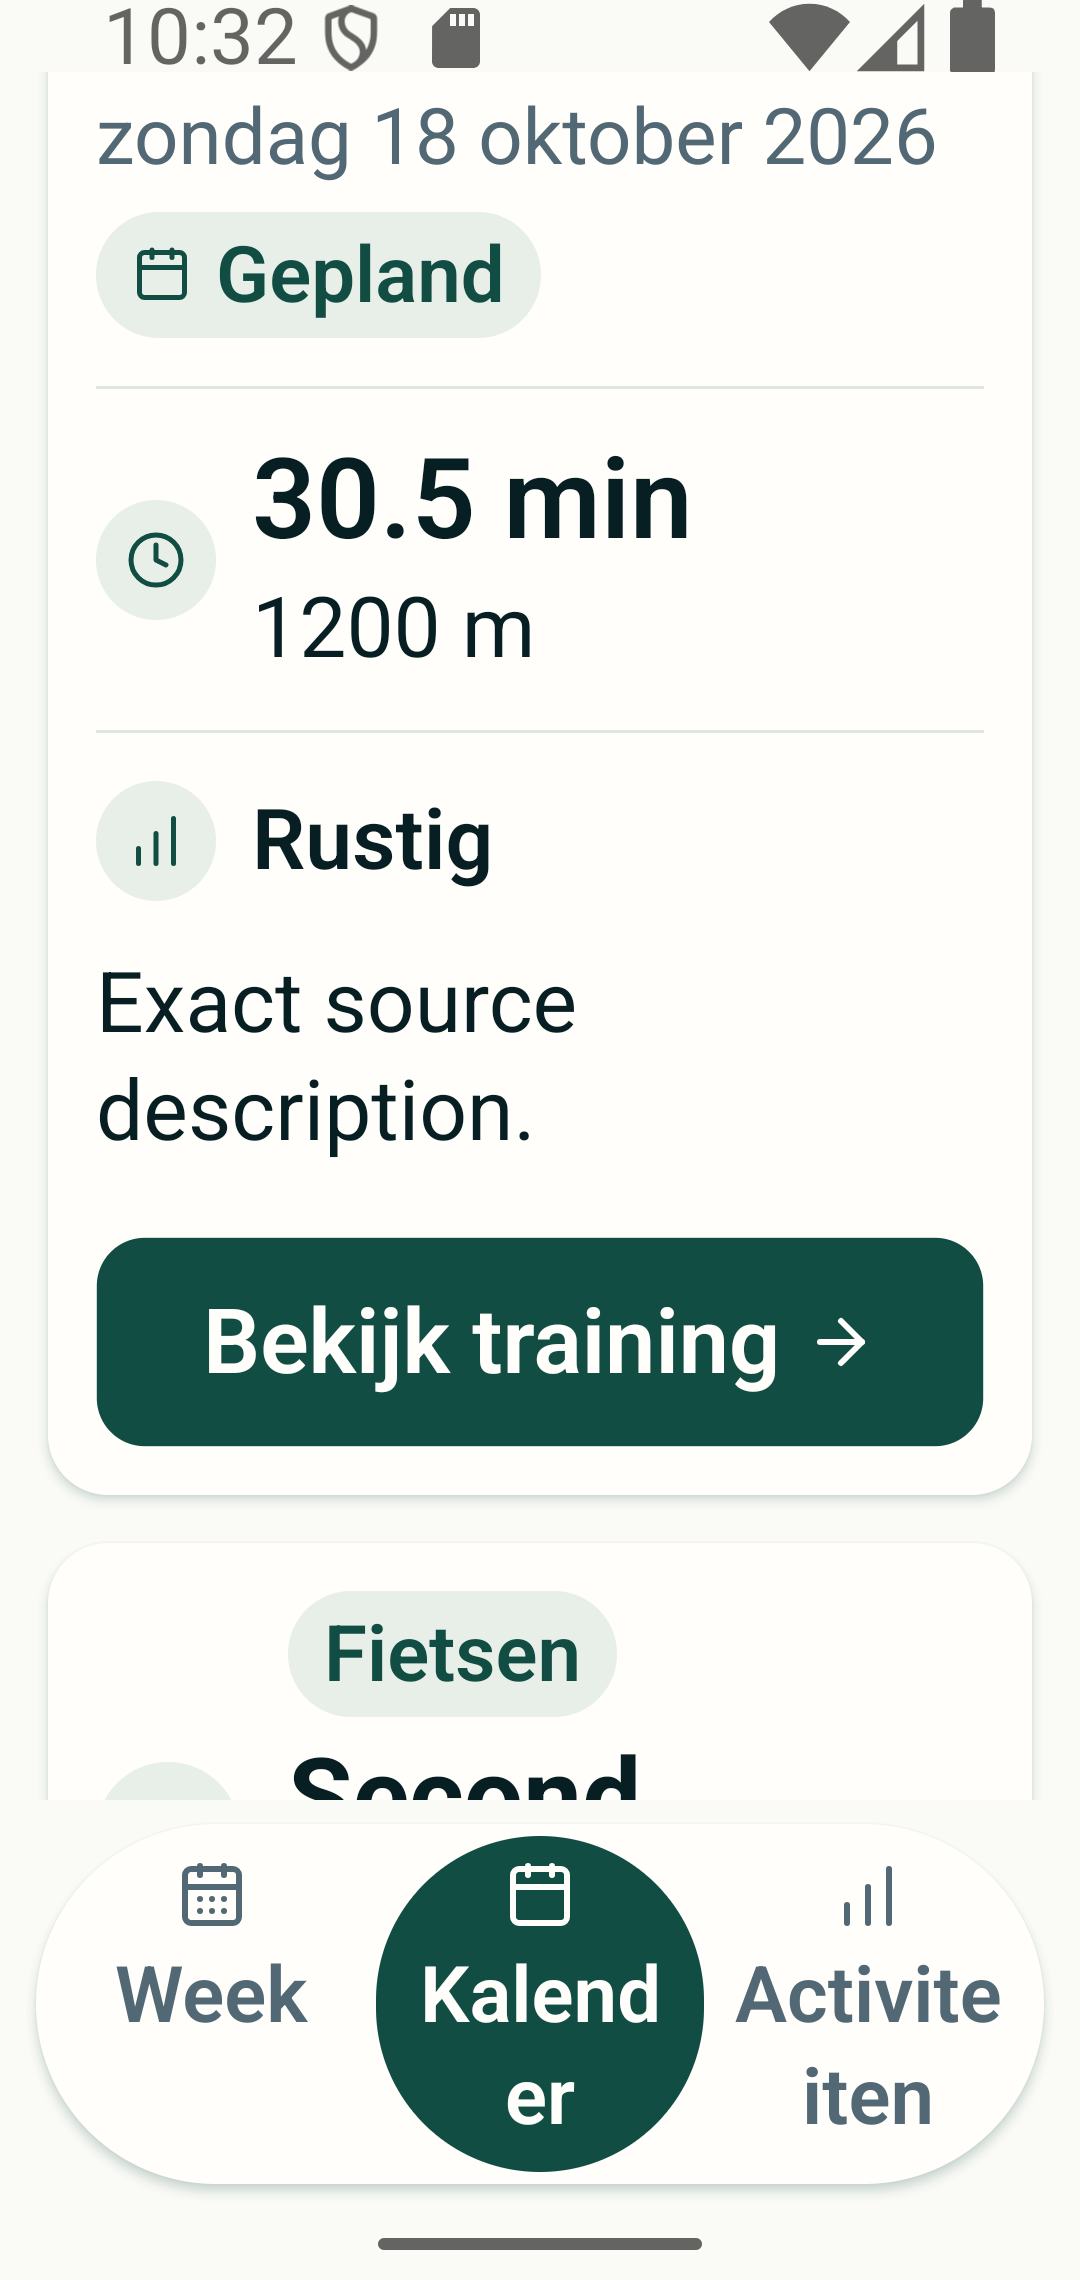 10:32
zondag 18 oktober 2026
Gepland
30.5 min
1200 m
Rustig
Exact source
description.
Bekijk training
Fietsen
Second
Week
Kalend
er
Activite
iten